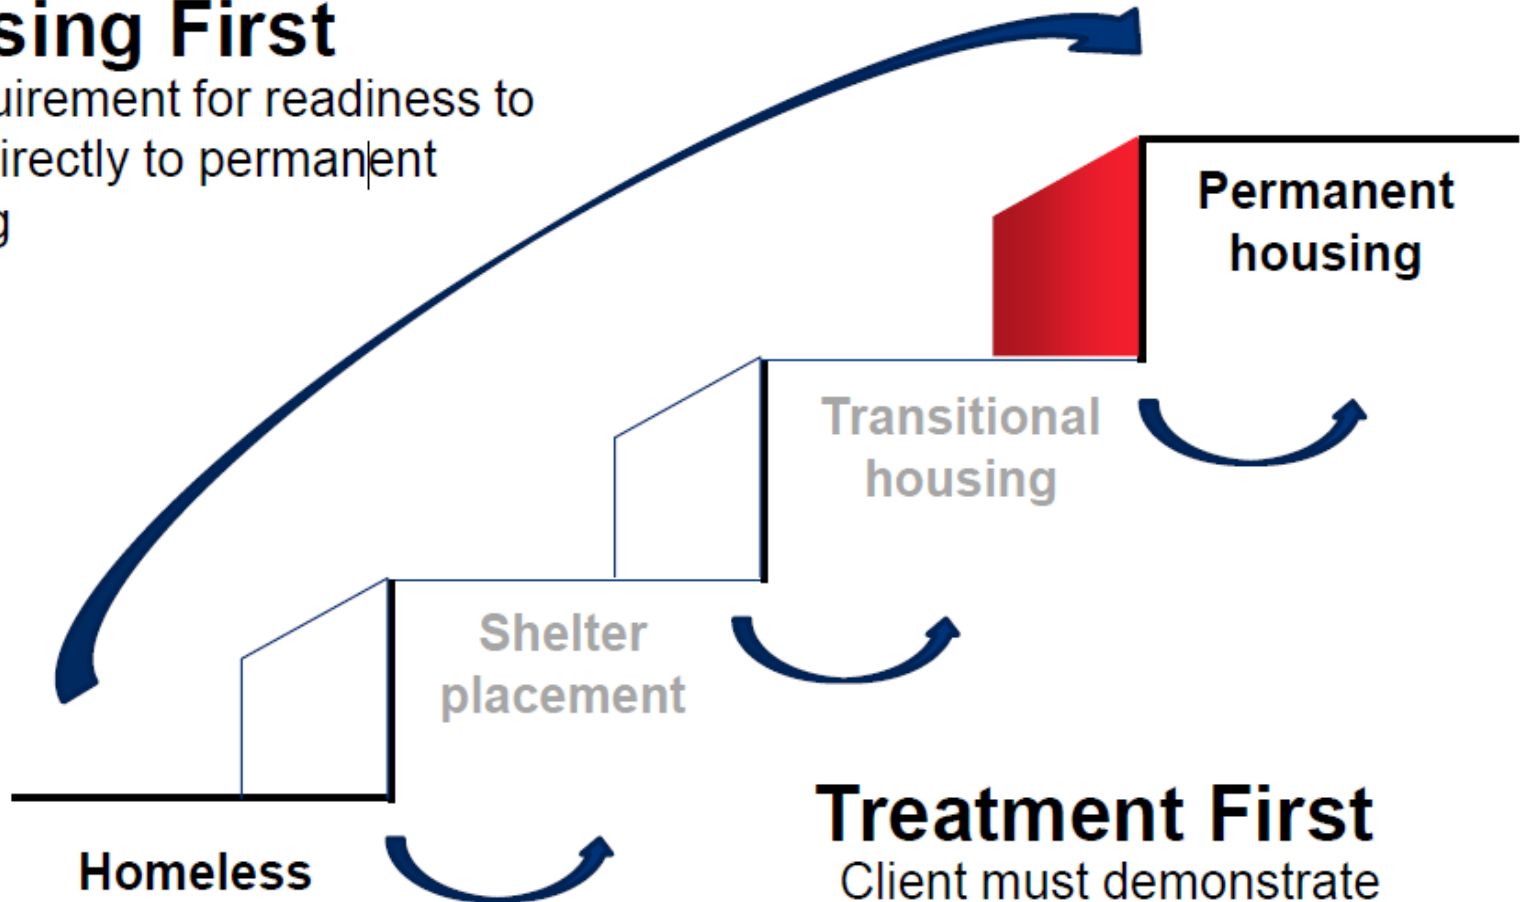 sing First
uirement for readiness to
irectly to permanent
g
Permanent
housing
Transitional
housing
Shelter
placement
Treatment First
Client must demonstrate
Homeless